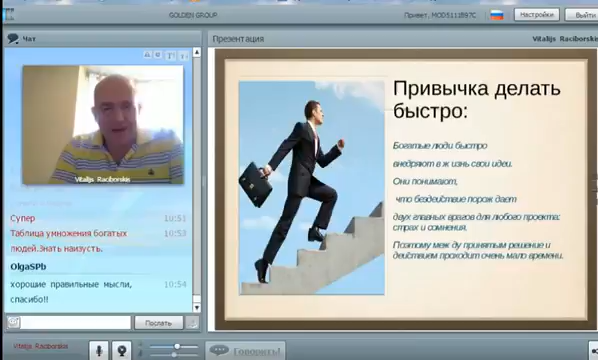 GOLDEN GROUP
Привет, MOD5111B97C
Настройки
Выйти
Чат
Vitalijs Raciborskis
Супер 10:51
Таблица умножения богатых 10:53
людей.Знать наизусть.
OlgaSPb
хорошие правильные мысли, 10:54
спасибо!!
Послать
Vitalijs Raciborskis
Говорить!
Презентация
Vitalijs Raciborskis
Привычка делать
быстро:
Богатые люди быстро
внедряют в ж изнь свои идеи.
Они понимают,
что бездействие порож дает
двух главных врагов для любого проекта:
страх и сомнения.
Поэтому меж ду принятым решение и
действием проходит очень мало времени.